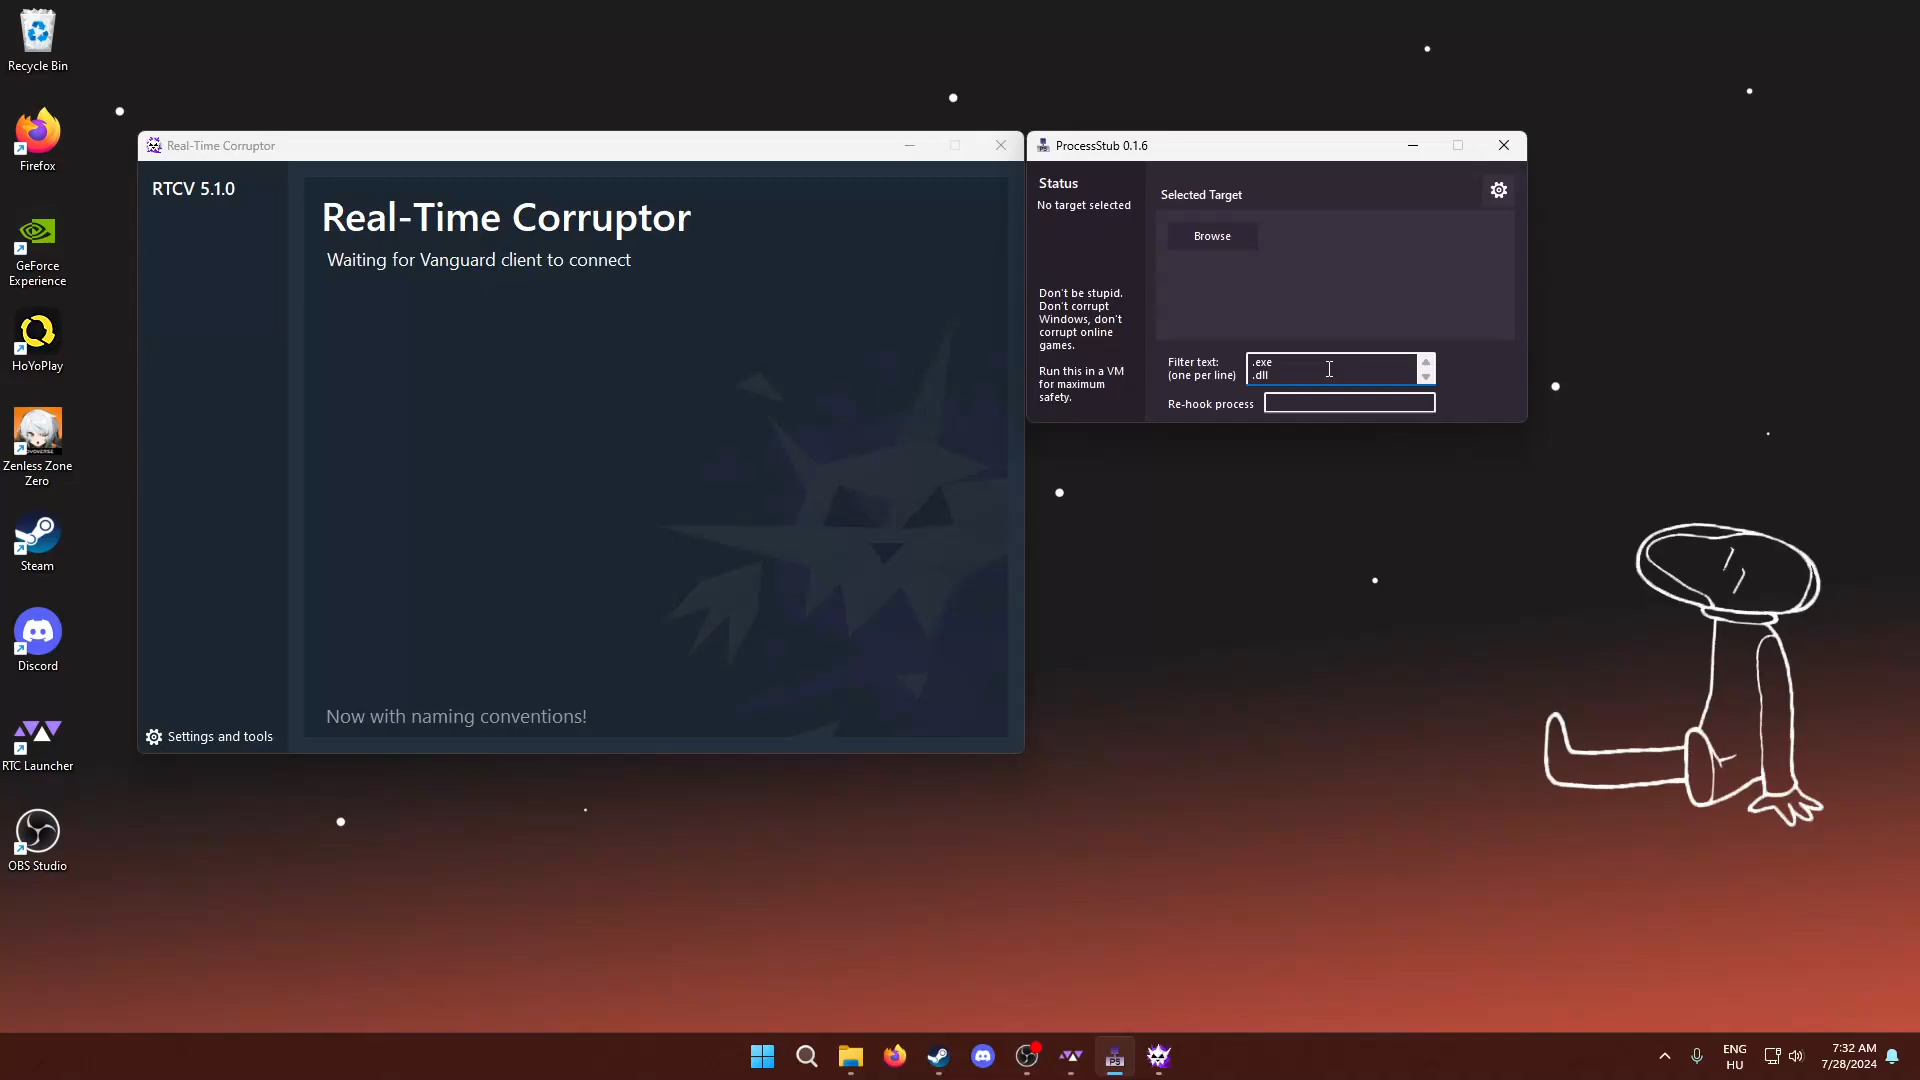 Recycle Bin
Firefox
GeForce
Experience
HoYoPlay
Zenless Zone
Zero
Steam
Discord
RTC Launcher
OBS Studio
Real-Time Corruptor
RTCV 5.1.0
Real-Time Corruptor
Waiting for Vanguard client to connect
Now with naming conventions!
Settings and tools
ProcessStub 0.1.6
Status
No target selected
Don't be stupid.
Don't corrupt
Windows, don't
corrupt online
games.
Run this in a VM
for maximum
safety.
Selected Target
Browse
Filter text:
(one per line)
.exe
.dll
Re-hook process
PS
ENG
HU
7:32 AM
7/28/2024